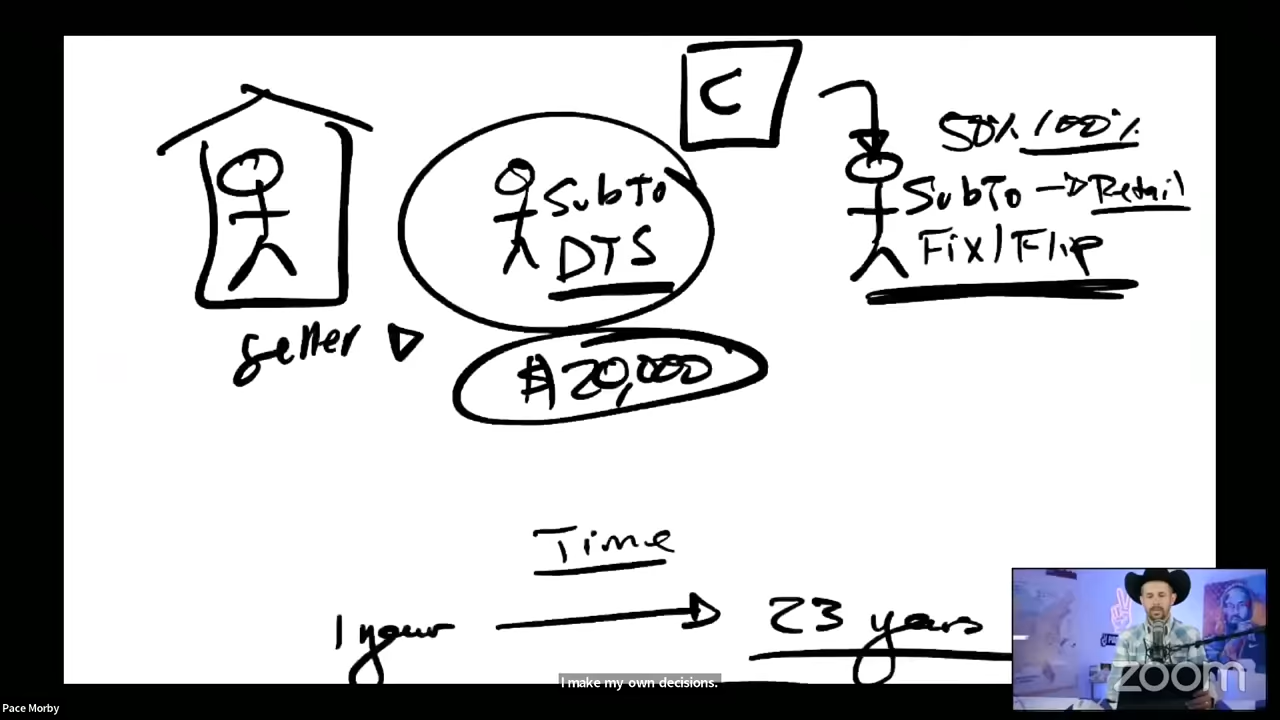 C
50% 100%
SubTo
DTS
SubTo → Retail
Fix/Flip
seller
$20,000
Time
1 year → 23 years
I make my own decisions.
zoom
Pace Morby